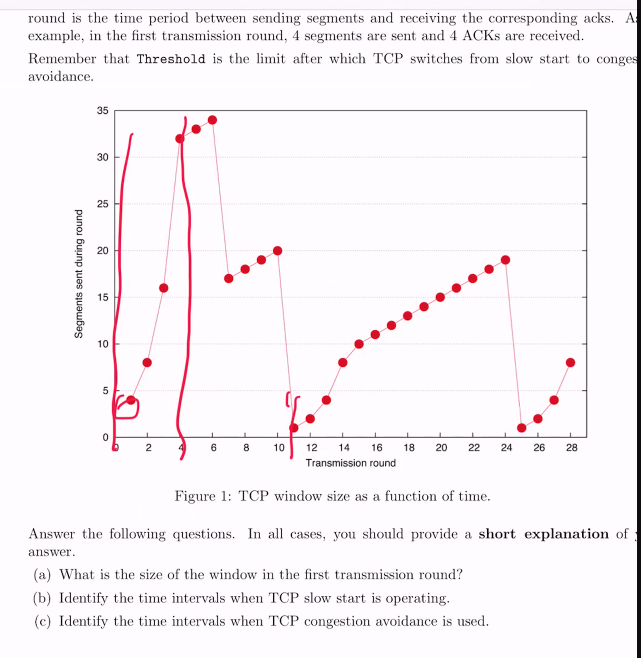 round is the time period between sending segments and receiving the corresponding acks. A
example, in the first transmission round, 4 segments are sent and 4 ACKs are received.
Remember that Threshold is the limit after which TCP switches from slow start to conges
avoidance.
35
30
25
20
15
10
5
0
Segments sent during round
0 2 4 6 8 10 12 14 16 18 20 22 24 26 28
Transmission round
Figure 1: TCP window size as a function of time.
Answer the following questions. In all cases, you should provide a short explanation of
answer.
(a) What is the size of the window in the first transmission round?
(b) Identify the time intervals when TCP slow start is operating.
(c) Identify the time intervals when TCP congestion avoidance is used.